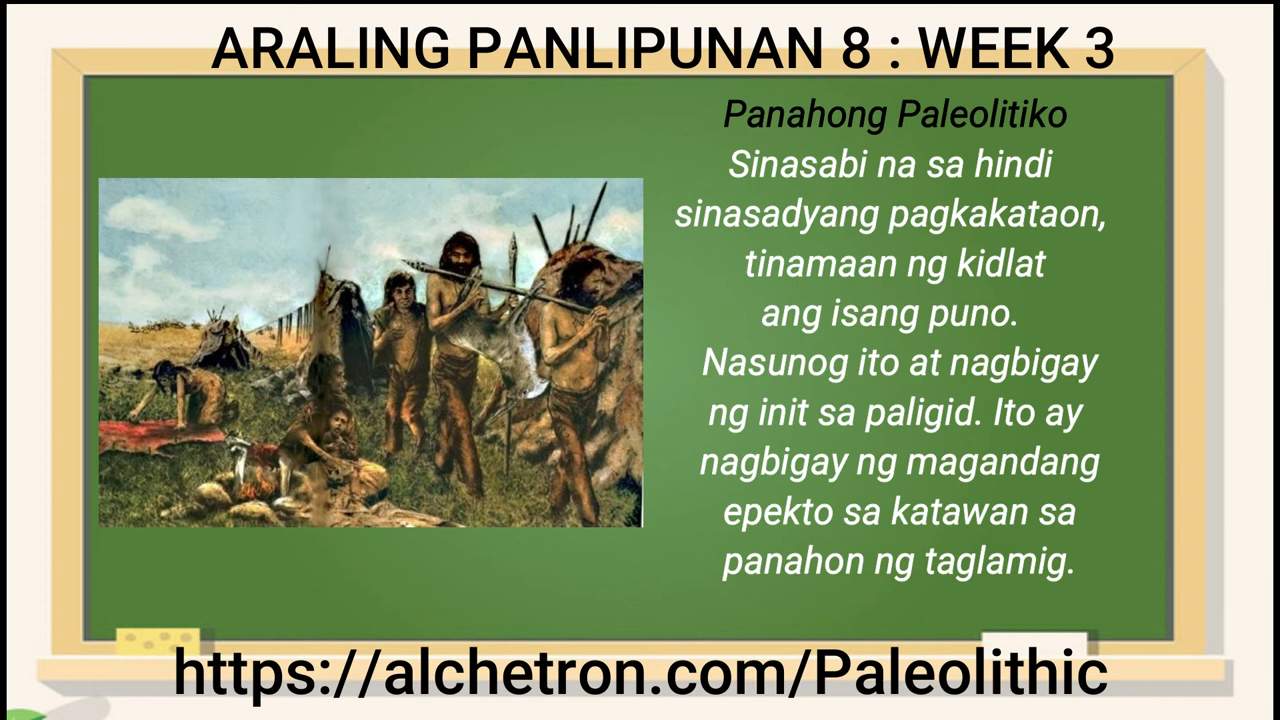 ARALING PANLIPUNAN 8 : WEEK 3
Panahong Paleolitiko
Sinasabi na sa hindi
sinasadyang pagkakataon,
tinamaan ng kidlat
ang isang puno.
Nasunog ito at nagbigay
ng init sa paligid. Ito ay
nagbigay ng magandang
epekto sa katawan sa
panahon ng taglamig.
https://alchetron.com/Paleolithic